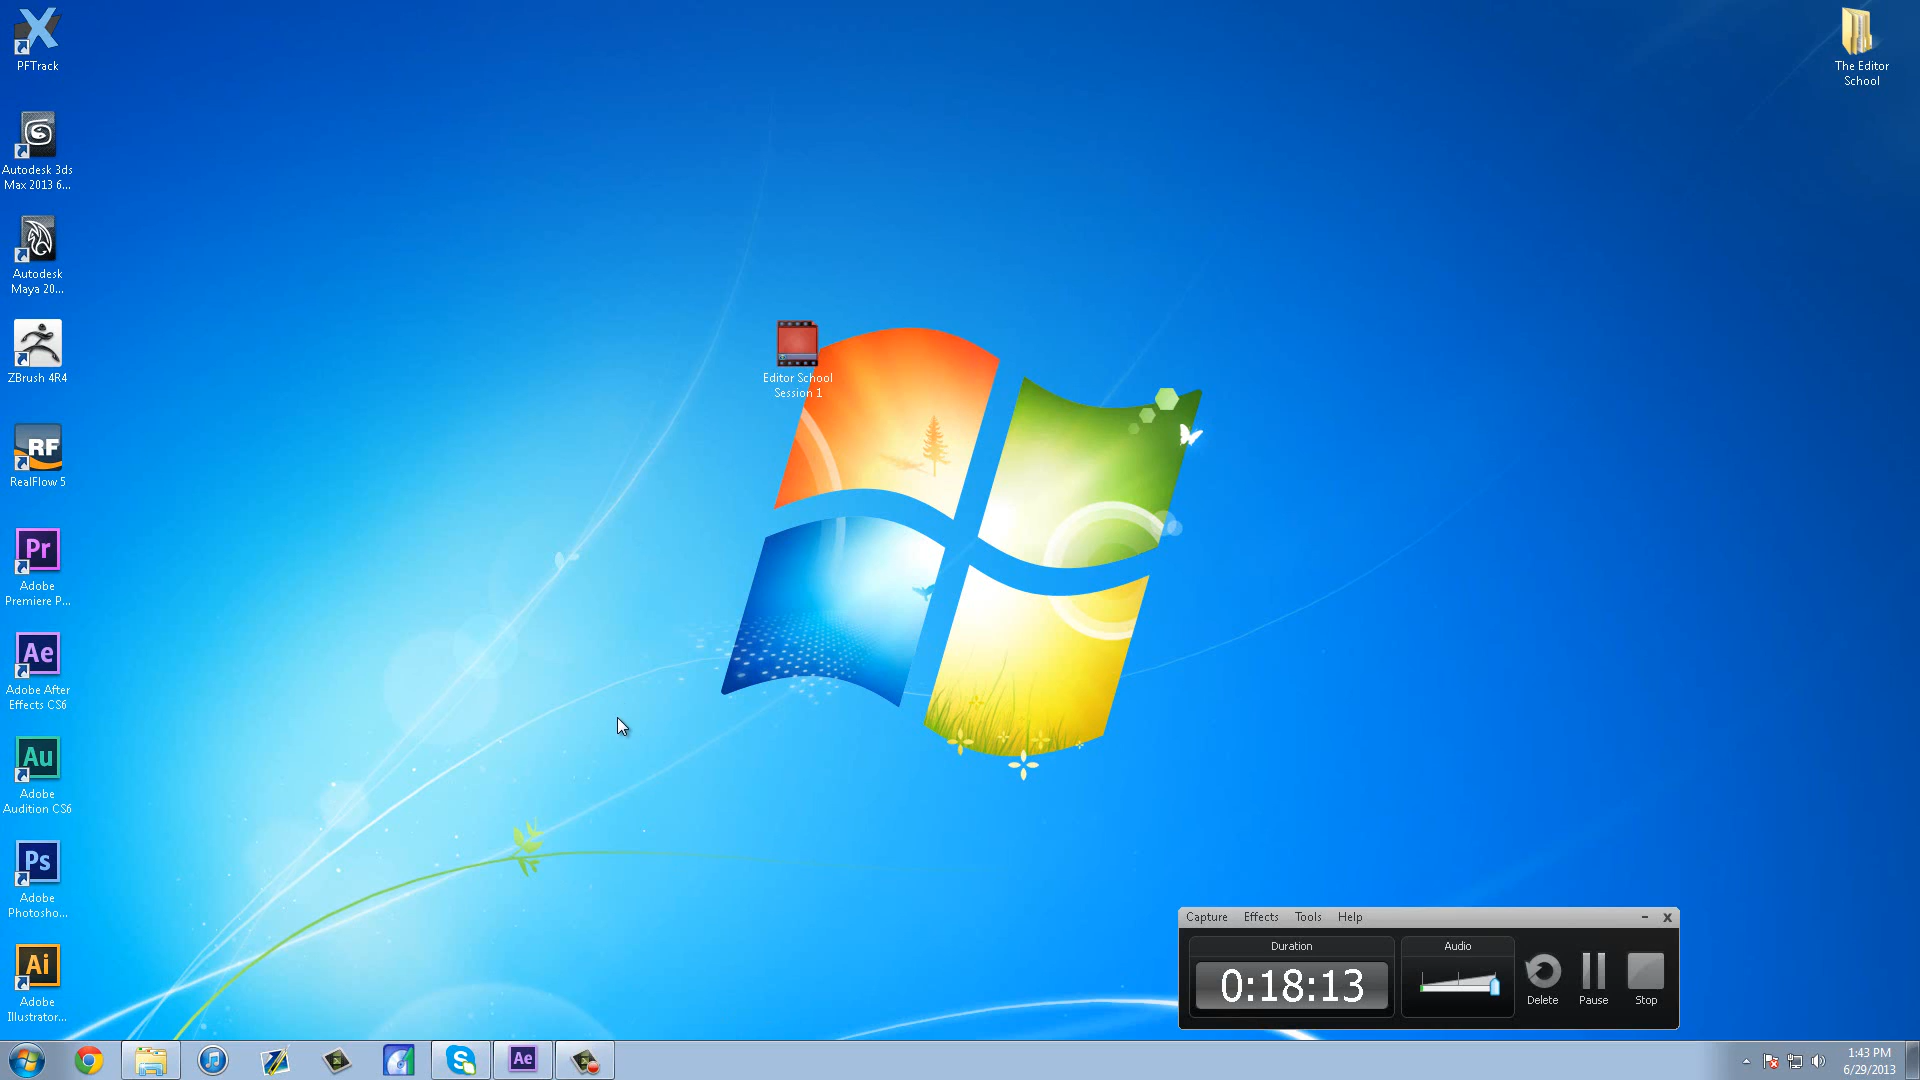 PFTrack
Autodesk 3ds
Max 2013 6...
Autodesk
Maya 20...
ZBrush 4R4
RF
RealFlow 5
Pr
Adobe
Premiere P...
Ae
Adobe After
Effects CS6
Au
Adobe
Audition CS6
Ps
Adobe
Photosho...
Ai
Adobe
Illustrator...
Editor School
Session 1
The Editor
School
Capture Effects Tools Help
Duration
0:18:13
Audio
Delete
Pause
Stop
Ae
1:43 PM
6/29/2013